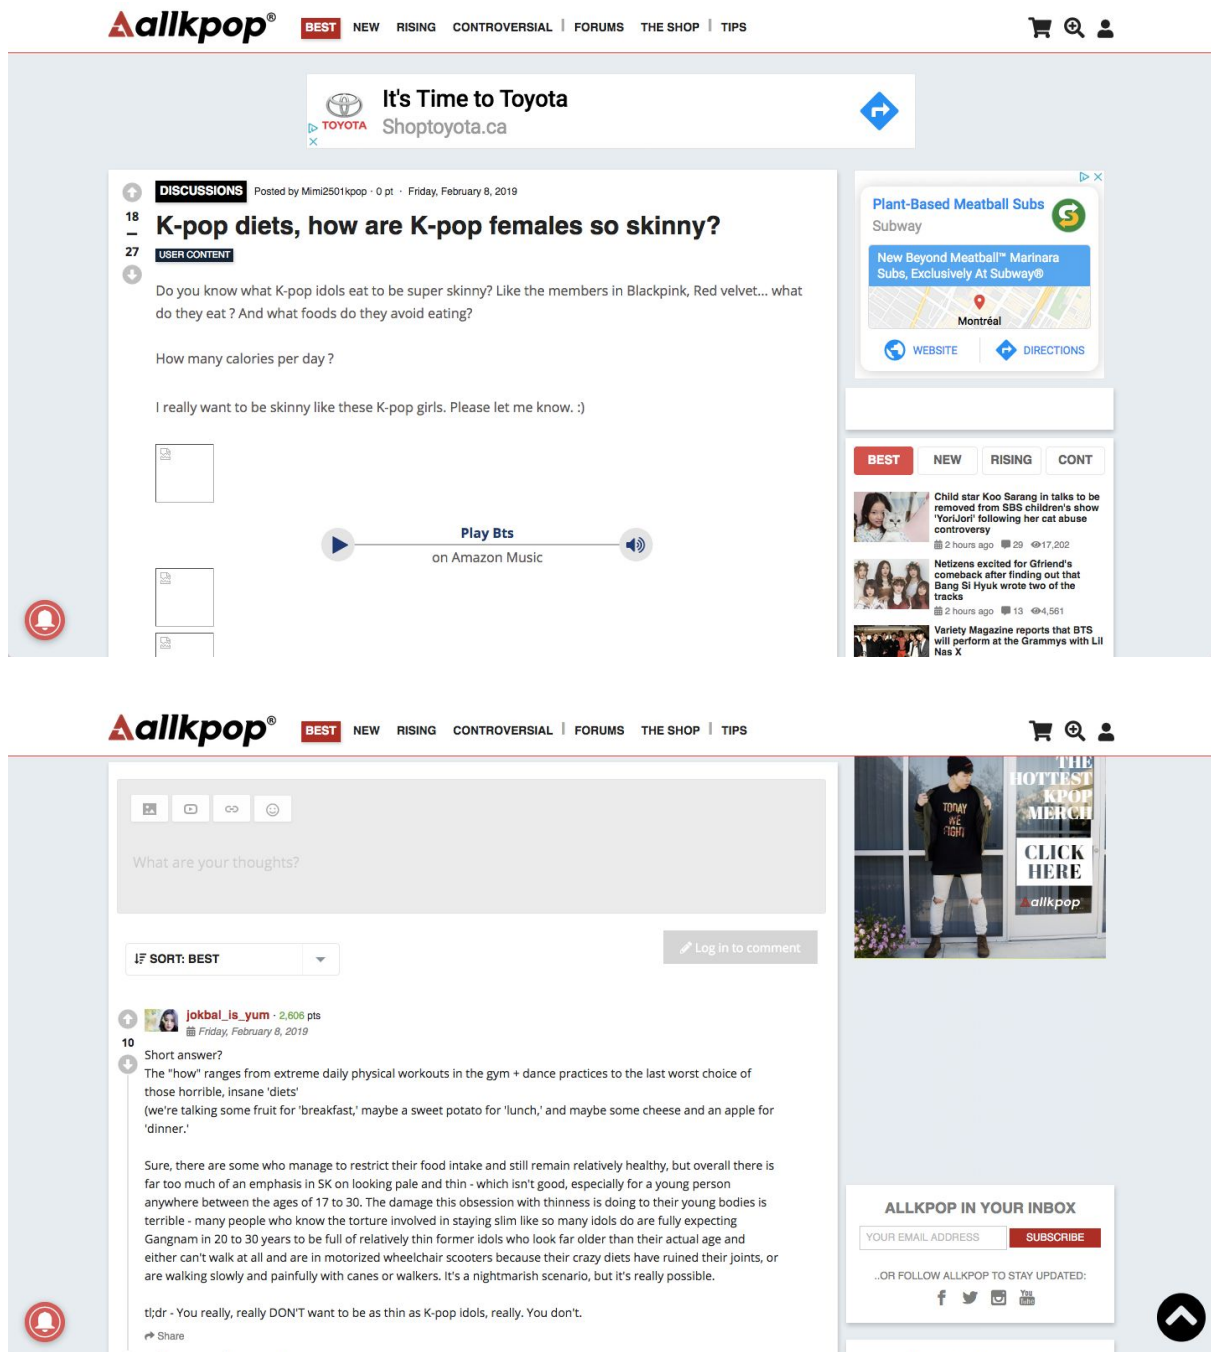 allkpop®
BEST NEW RISING CONTROVERSIAL | FORUMS THE SHOP | TIPS
It's Time to Toyota
TOYOTA
Shoptoyota.ca
DISCUSSIONS Posted by Mimi2501kpop · 0 pt · Friday, February 8, 2019
18
27
K-pop diets, how are K-pop females so skinny?
USER CONTENT
Do you know what K-pop idols eat to be super skinny? Like the members in Blackpink, Red velvet... what
do they eat ? And what foods do they avoid eating?
How many calories per day ?
I really want to be skinny like these K-pop girls. Please let me know. :)
Play Bts
on Amazon Music
Plant-Based Meatball Subs
Subway
New Beyond Meatball™ Marinara
Subs, Exclusively At Subway®
Montréal
WEBSITE DIRECTIONS
BEST NEW RISING CONT
Child star Koo Sarang in talks to be
removed from SBS children's show
'YoriJori' following her cat abuse
controversy
2 hours ago 29 17,202
Netizens excited for Gfriend's
comeback after finding out that
Bang Si Hyuk wrote two of the
tracks
2 hours ago 13 4,561
Variety Magazine reports that BTS
will perform at the Grammys with Lil
Nas X
allkpop®
BEST NEW RISING CONTROVERSIAL | FORUMS THE SHOP | TIPS
What are your thoughts?
SORT: BEST
Log in to comment
jokbal_is_yum · 2,606 pts
Friday, February 8, 2019
10
Short answer?
The "how" ranges from extreme daily physical workouts in the gym + dance practices to the last worst choice of
those horrible, insane 'diets'
(we're talking some fruit for 'breakfast,' maybe a sweet potato for 'lunch,' and maybe some cheese and an apple for
'dinner.'
Sure, there are some who manage to restrict their food intake and still remain relatively healthy, but overall there is
far too much of an emphasis in SK on looking pale and thin - which isn't good, especially for a young person
anywhere between the ages of 17 to 30. The damage this obsession with thinness is doing to their young bodies is
terrible - many people who know the torture involved in staying slim like so many idols do are fully expecting
Gangnam in 20 to 30 years to be full of relatively thin former idols who look far older than their actual age and
either can't walk at all and are in motorized wheelchair scooters because their crazy diets have ruined their joints, or
are walking slowly and painfully with canes or walkers. It's a nightmarish scenario, but it's really possible.
tl;dr - You really, really DON'T want to be as thin as K-pop idols, really. You don't.
Share
THE
HOTTEST
KPOP
MERCH
TODAY
WE
FIGHT
CLICK
HERE
allkpop
ALLKPOP IN YOUR INBOX
YOUR EMAIL ADDRESS SUBSCRIBE
..OR FOLLOW ALLKPOP TO STAY UPDATED:
You
Tube